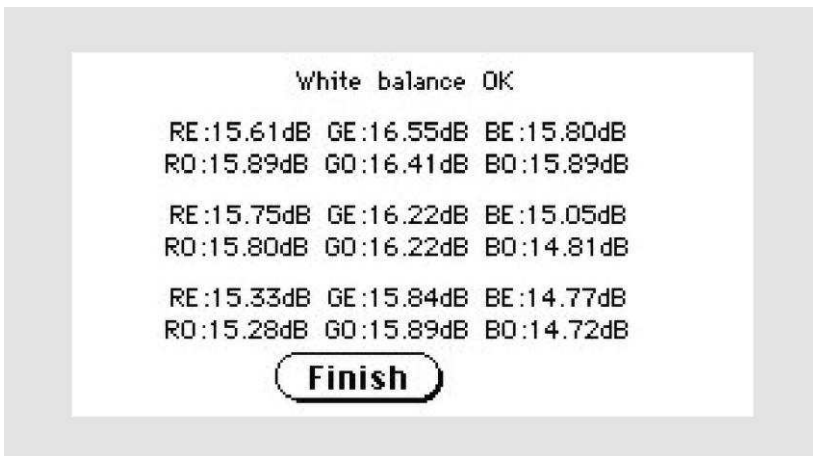 White balance OK
RE:15.61dB GE:16.55dB BE:15.80dB
RO:15.89dB GO:16.41dB BO:15.89dB
RE:15.75dB GE:16.22dB BE:15.05dB
RO:15.80dB GO:16.22dB BO:14.81dB
RE:15.33dB GE:15.84dB BE:14.77dB
RO:15.28dB GO:15.89dB BO:14.72dB
Finish